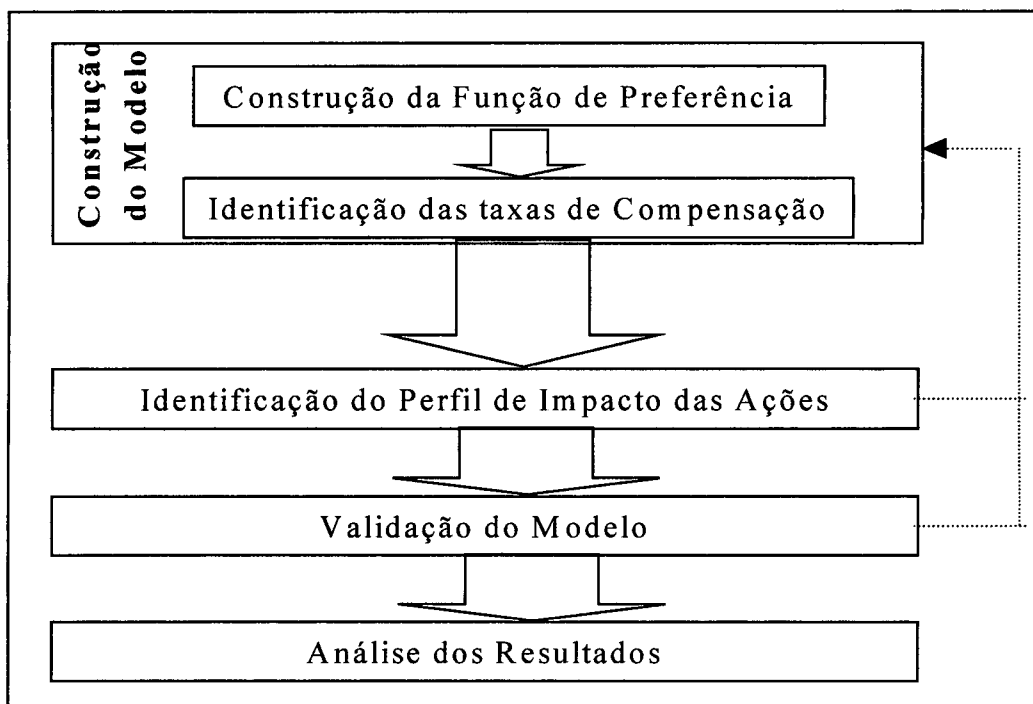 Construção
do Modelo
Construção da Função de Preferência
Identificação das taxas de Compensação
Identificação do Perfil de Impacto das Ações
Validação do Modelo
Análise dos Resultados